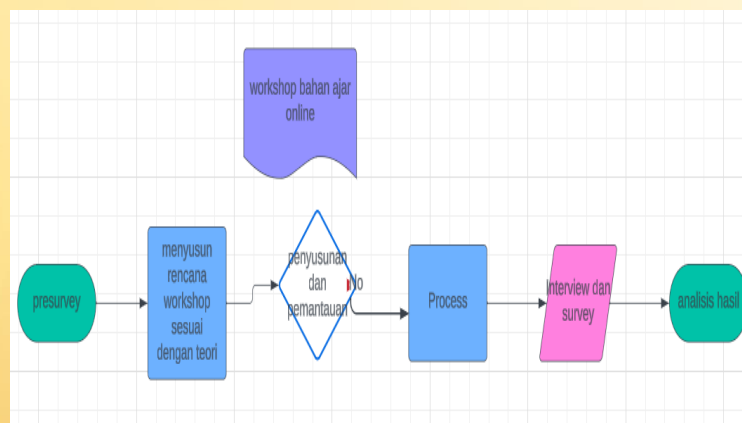 workshop bahan ajar
online
presurvey
menyusun
rencana
workshop
sesuai
dengan teori
penyusunan
dan
pemantauan
No
Process
Interview dan
survey
analisis hasil